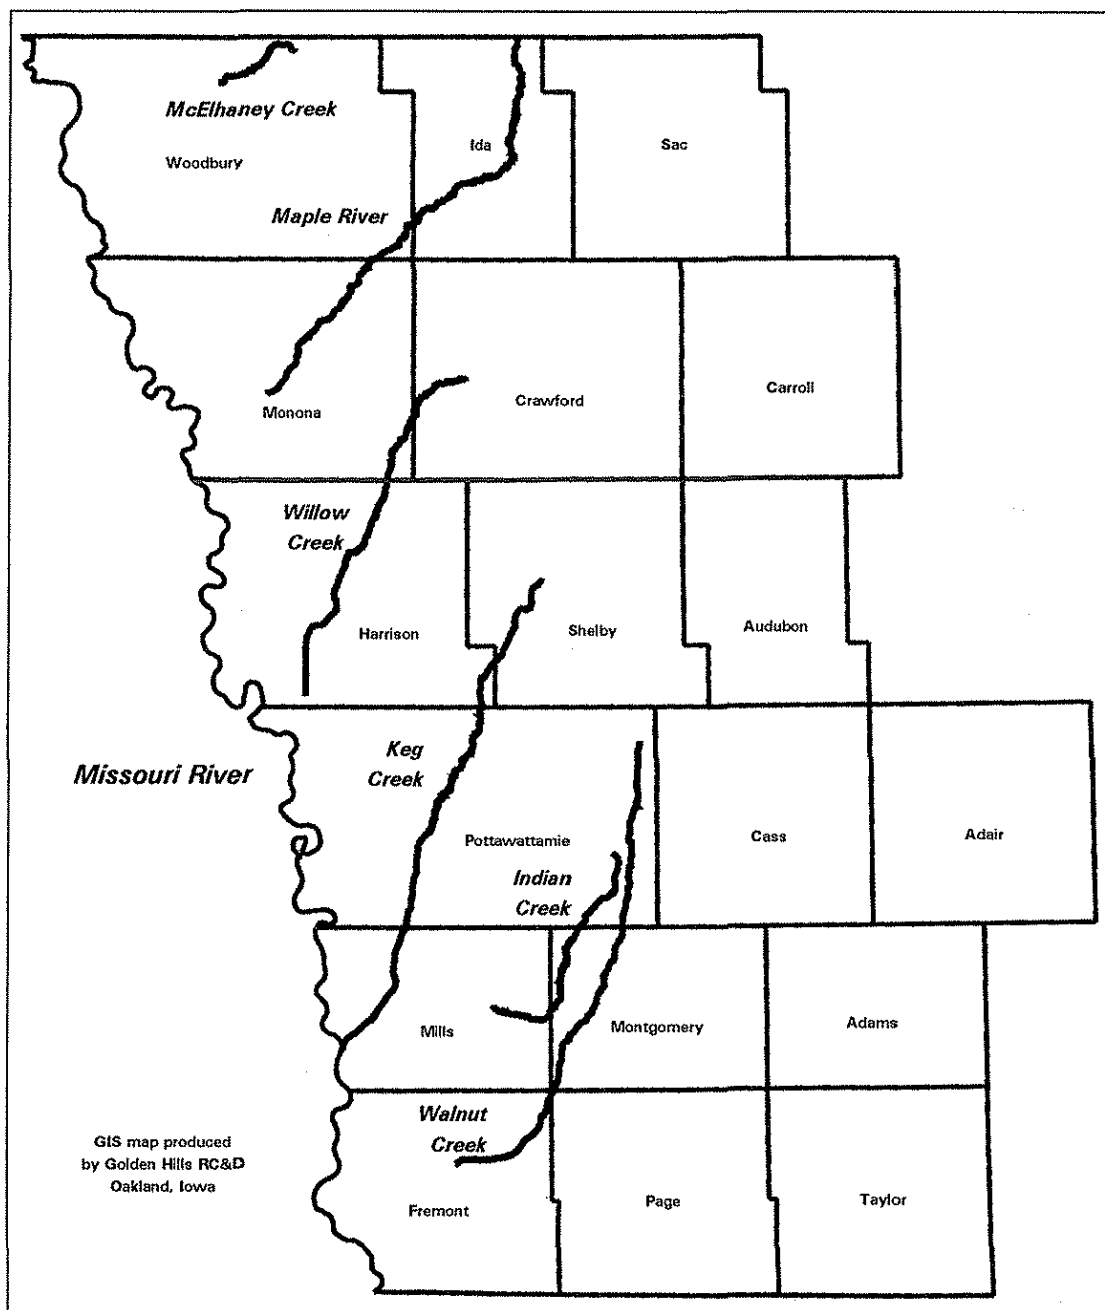 McElhaney Creek
Woodbury
Ida
Sac
Maple River
Monona
Crawford
Carroll
Willow
Creek
Harrison
Shelby
Audubon
Keg
Creek
Missouri River
Pottawattamie
Cass
Adair
Indian
Creek
Mills
Montgomery
Adams
Walnut
Creek
GIS map produced
by Golden Hills RC&D
Oakland, Iowa
Fremont
Page
Taylor